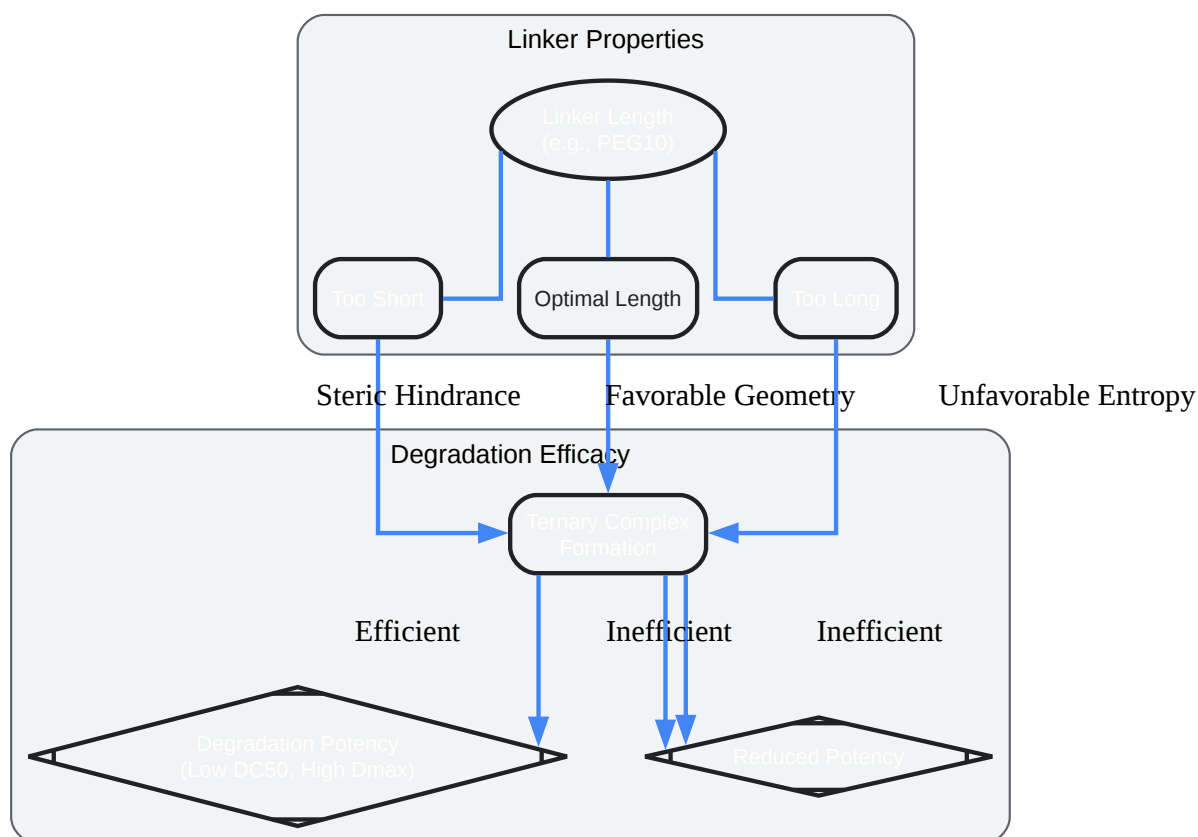 Linker Properties
Linker Length
(e.g., PEG10)
Too Short
Optimal Length
Too Long
Steric Hindrance
Favorable Geometry
Unfavorable Entropy
Degradation Efficacy
Ternary Complex
Formation
Efficient
Inefficient
Inefficient
Degradation Potency
(Low DC50, High Dmax)
Reduced Potency